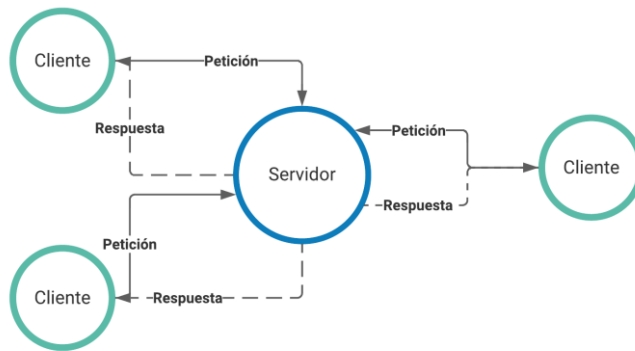 Cliente
Petición
Respuesta
Servidor
Petición
Respuesta
Cliente
Petición
Cliente
Respuesta